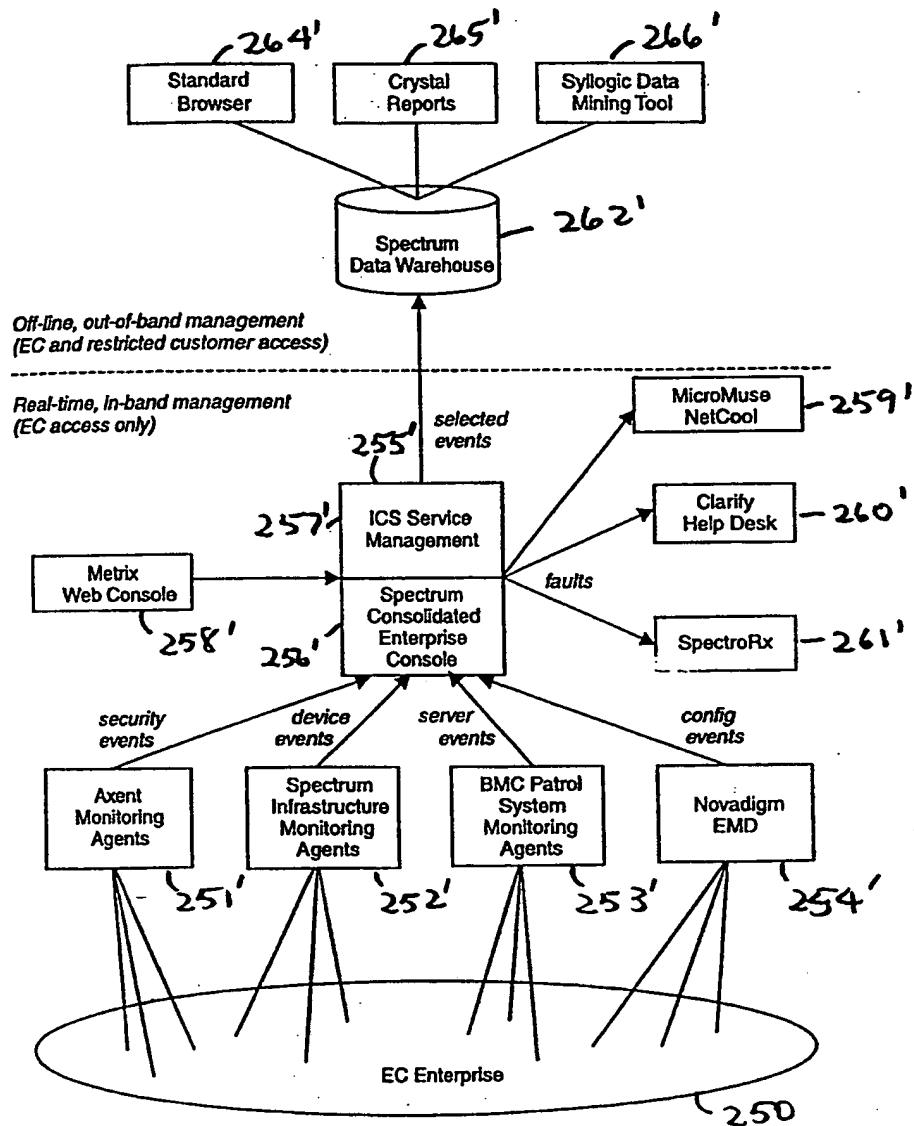 264'
265'
266'
Standard
Browser
Crystal
Reports
Syllogic Data
Mining Tool
Spectrum
Data Warehouse
262'
Off-line, out-of-band management
(EC and restricted customer access)
Real-time, in-band management
(EC access only)
selected
events
255'
MicroMuse
NetCool
259'
257'
ICS Service
Management
Clarify
Help Desk
260'
Metrix
Web Console
258'
faults
256'
Spectrum
Consolidated
Enterprise
Console
SpectroRx
261'
security
events
device
events
server
events
config
events
Axent
Monitoring
Agents
251'
Spectrum
Infrastructure
Monitoring
Agents
252'
BMC Patrol
System
Monitoring
Agents
253'
Novadigm
EMD
254'
EC Enterprise
250